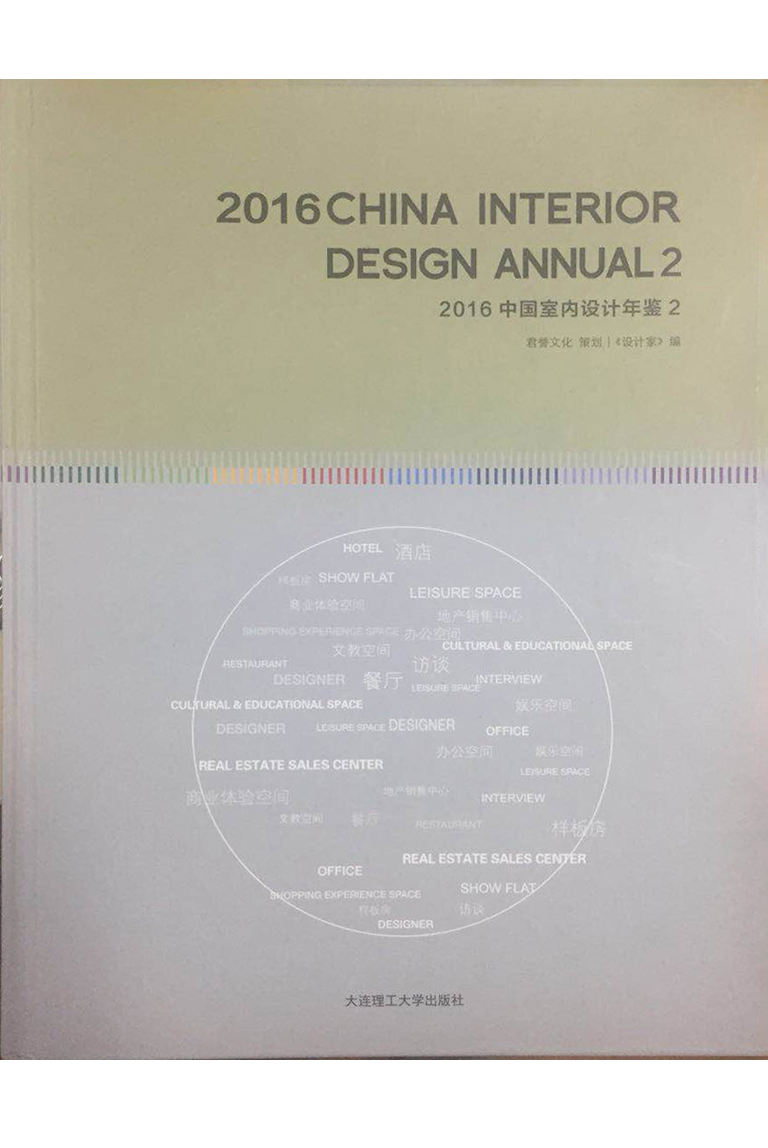 2016 CHINA INTERIOR
DESIGN ANNUAL 2
2016 中国室内设计年鉴 2
君誉文化 策划 | 《设计家》 编
HOTEL 酒店
样板房 SHOW FLAT
LEISURE SPACE
商业体验空间
地产销售中心
SHOPPING EXPERIENCE SPACE 办公空间
CULTURAL & EDUCATIONAL SPACE
文教空间
访谈
RESTAURANT
DESIGNER 餐厅 LEISURE SPACE INTERVIEW
CULTURAL & EDUCATIONAL SPACE 娱乐空间
DESIGNER LEISURE SPACE DESIGNER OFFICE
办公空间 娱乐空间
REAL ESTATE SALES CENTER
LEISURE SPACE
商业体验空间 地产销售中心 INTERVIEW
文教空间 餐厅 RESTAURANT 样板房
REAL ESTATE SALES CENTER
OFFICE
SHOPPING EXPERIENCE SPACE SHOW FLAT
样板房 访谈
DESIGNER
大连理工大学出版社